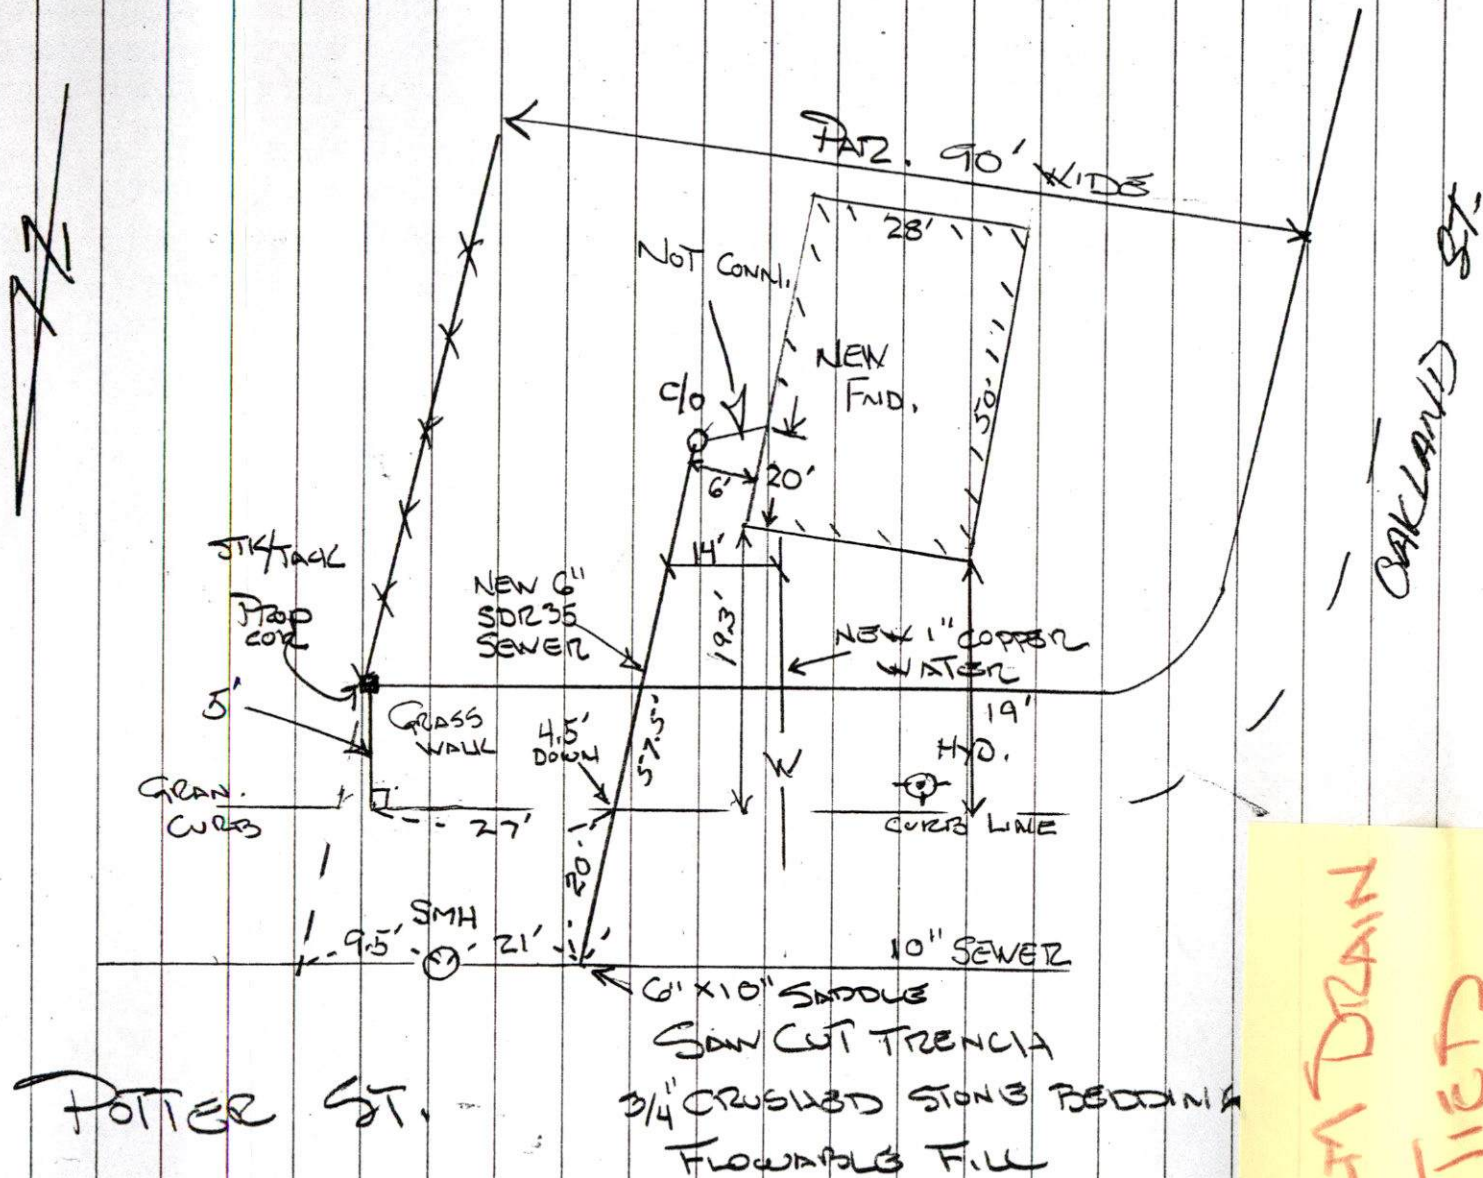 N
PAR. 90' WIDE
OAKLAND ST.
28'
NOT CONN.
NEW
FND.
50'
C/O
6'
20'
STK/TACK
PROP
COR
14'
NEW 6"
SDR35
SEWER
19.3'
NEW 1" COPPER
WATER
5'
GRASS
WALK
4.5'
DOWN
57.5'
W
19'
HYD.
GRAN.
CURB
27'
CURB LINE
20'
9.5'
SMH
21'
10" SEWER
6" X 10" SADDLE
SAW CUT TRENCH
3/4" CRUSHED STONE BEDDING
FLOWABLE FILL
POTTER ST.
DRAIN